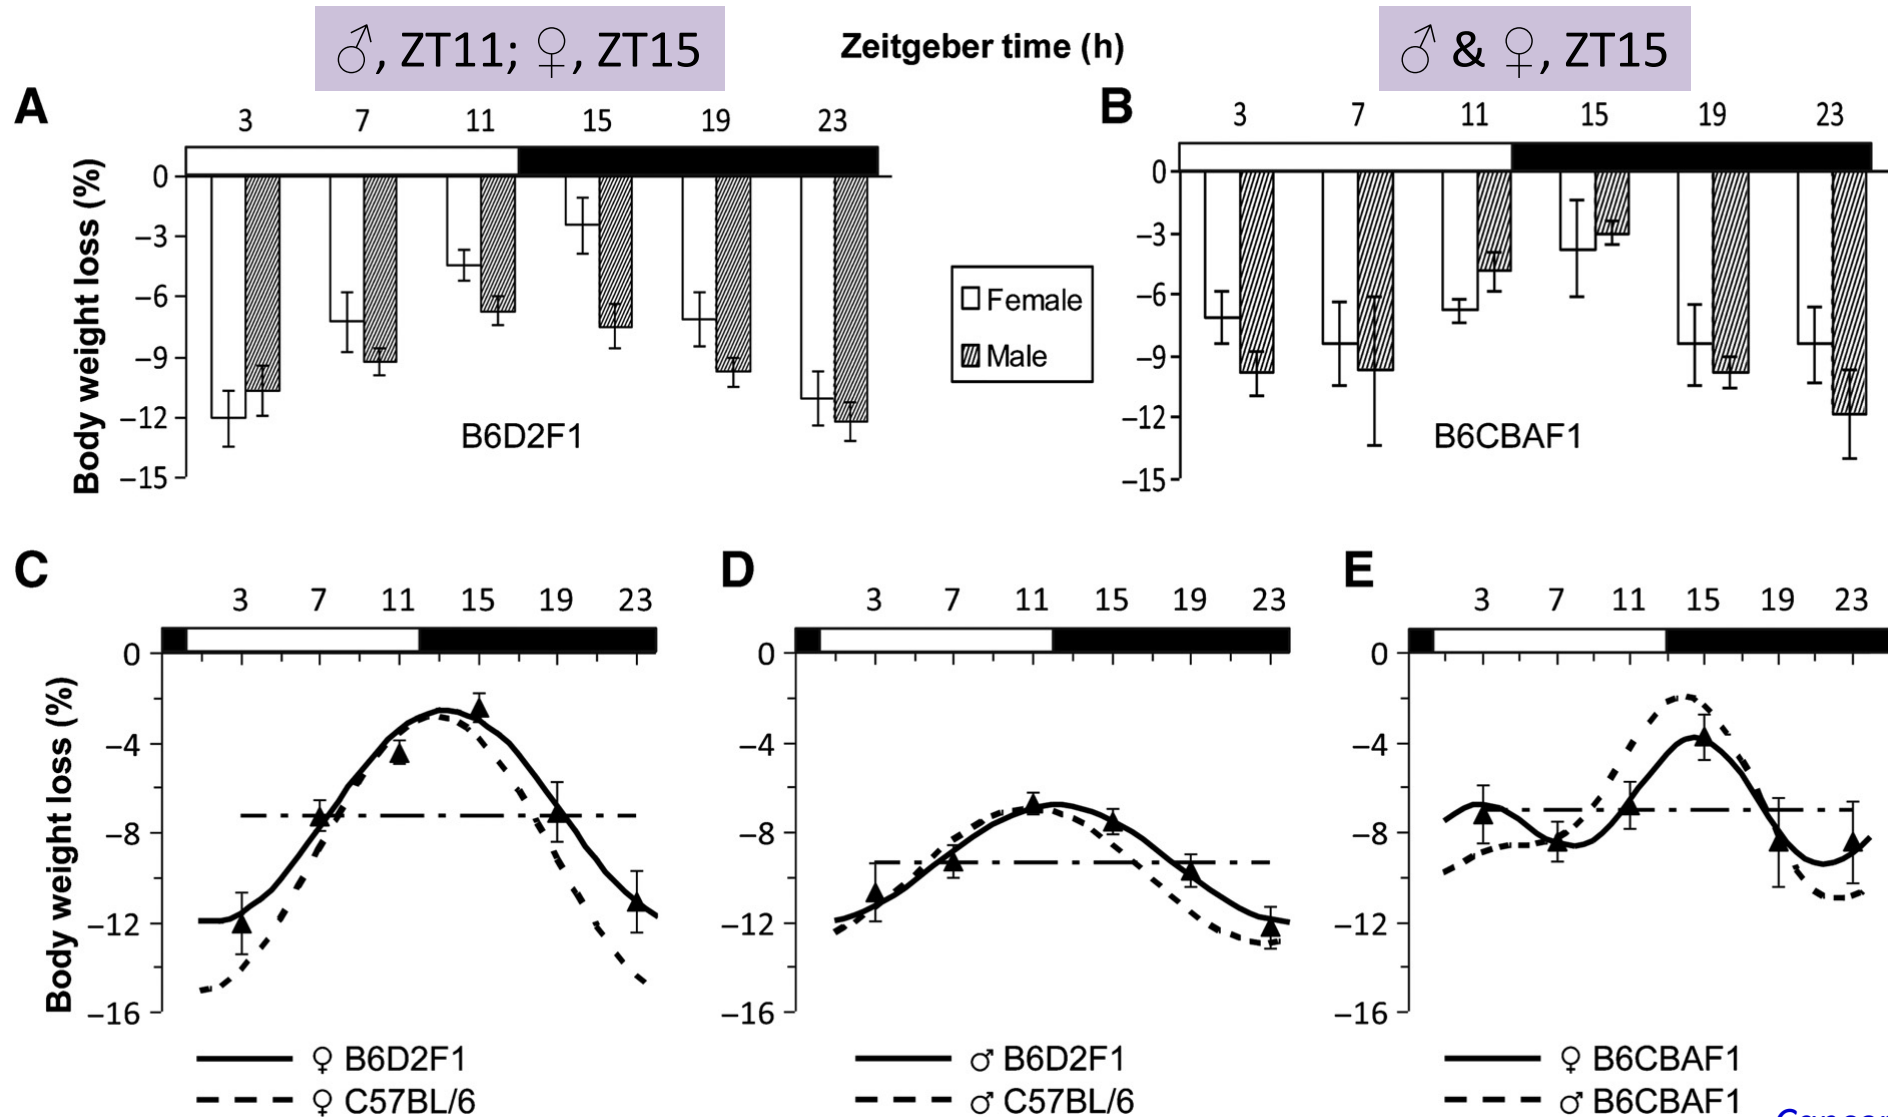 ♂, ZT11; ♀, ZT15
Zeitgeber time (h)
♂ & ♀, ZT15
A
3 7 11 15 19 23
Body weight loss (%)
0
−3
−6
−9
−12
−15
B6D2F1
Female
Male
B
3 7 11 15 19 23
0
−3
−6
−9
−12
−15
B6CBAF1
C
3 7 11 15 19 23
Body weight loss (%)
0
−4
−8
−12
−16
♀ B6D2F1
♀ C57BL/6
D
3 7 11 15 19 23
0
−4
−8
−12
−16
♂ B6D2F1
♂ C57BL/6
E
3 7 11 15 19 23
0
−4
−8
−12
−16
♀ B6CBAF1
♂ B6CBAF1